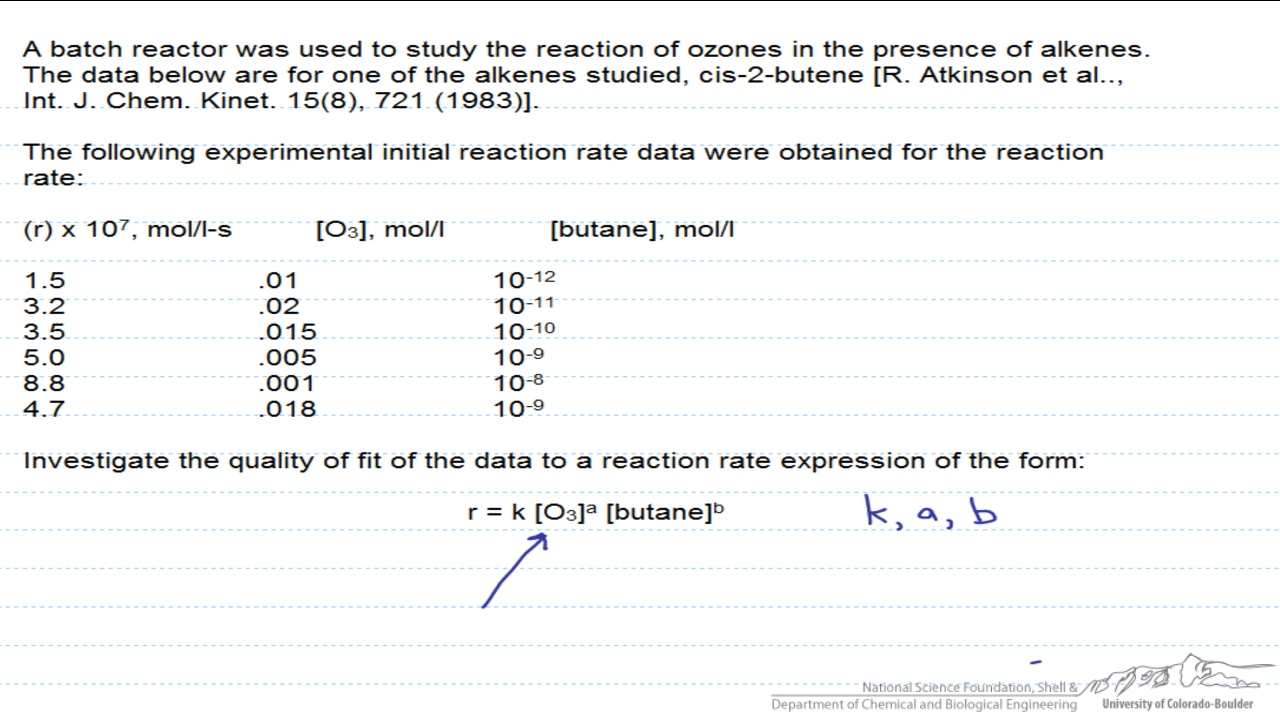 A batch reactor was used to study the reaction of ozones in the presence of alkenes.
The data below are for one of the alkenes studied, cis-2-butene [R. Atkinson et al..,
Int. J. Chem. Kinet. 15(8), 721 (1983)].
The following experimental initial reaction rate data were obtained for the reaction
rate:
(r) x 10⁷, mol/l-s [O₃], mol/l [butane], mol/l
1.5 .01 10⁻¹²
3.2 .02 10⁻¹¹
3.5 .015 10⁻¹⁰
5.0 .005 10⁻⁹
8.8 .001 10⁻⁸
4.7 .018 10⁻⁹
Investigate the quality of fit of the data to a reaction rate expression of the form:
r = k [O₃]ᵃ [butane]ᵇ k, a, b
National Science Foundation, Shell &
Department of Chemical and Biological Engineering University of Colorado-Boulder